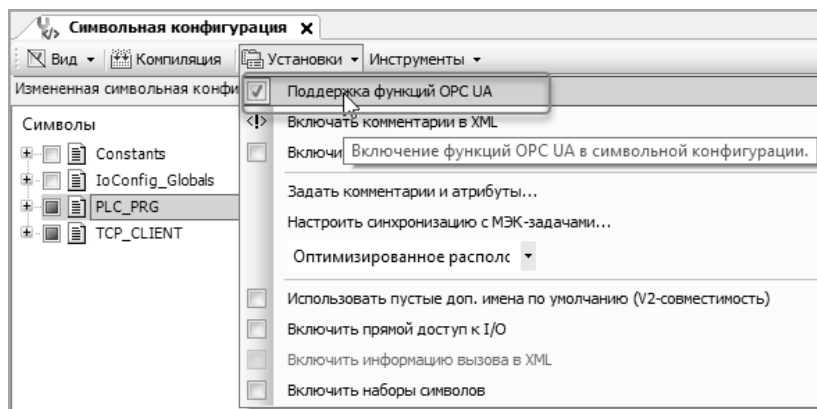 Символьная конфигурация
Вид Компиляция Установки Инструменты
Измененная символьная конфи
Поддержка функций OPC UA
Символы
Включать комментарии в XML
Constants
Включи
Включение функций OPC UA в символьной конфигурации.
IoConfig_Globals
Задать комментарии и атрибуты...
PLC_PRG
Настроить синхронизацию с МЭК-задачами...
TCP_CLIENT
Оптимизированное располо
Использовать пустые доп. имена по умолчанию (V2-совместимость)
Включить прямой доступ к I/O
Включить информацию вызова в XML
Включить наборы символов